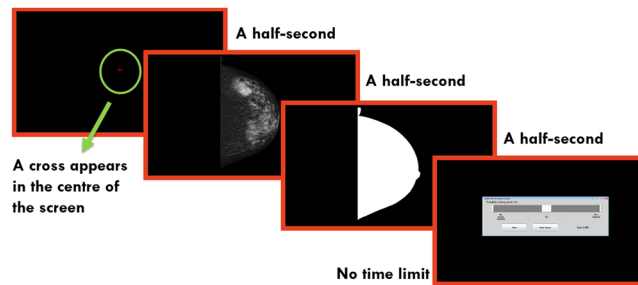 A half-second
A half-second
A half-second
A cross appears
in the centre of
the screen
No time limit